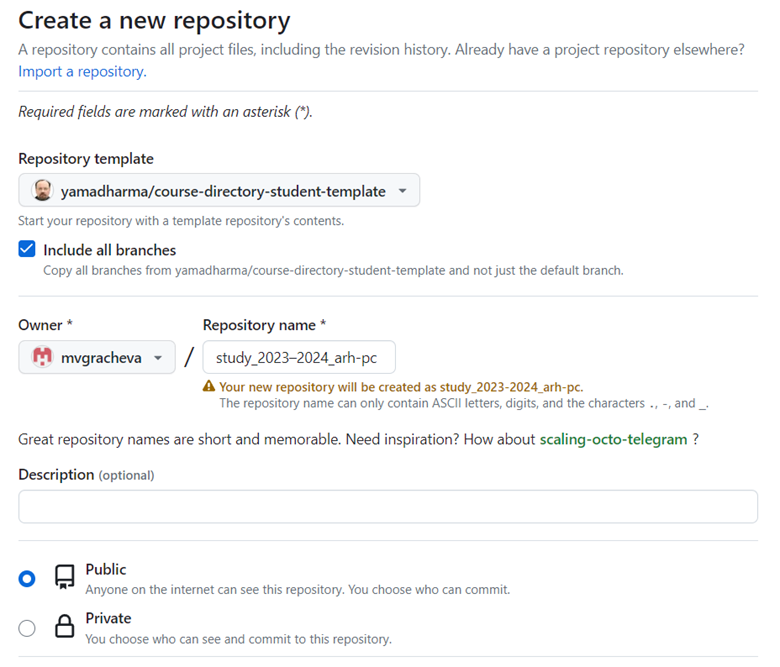 Create a new repository
A repository contains all project files, including the revision history. Already have a project repository elsewhere?
Import a repository.
Required fields are marked with an asterisk (*).
Repository template
yamadharma/course-directory-student-template
Start your repository with a template repository's contents.
Include all branches
Copy all branches from yamadharma/course-directory-student-template and not just the default branch.
Owner * Repository name *
mvgracheva / study_2023–2024_arh-pc
Your new repository will be created as study_2023-2024_arh-pc.
The repository name can only contain ASCII letters, digits, and the characters ., -, and _.
Great repository names are short and memorable. Need inspiration? How about scaling-octo-telegram ?
Description (optional)
Public
Anyone on the internet can see this repository. You choose who can commit.
Private
You choose who can see and commit to this repository.